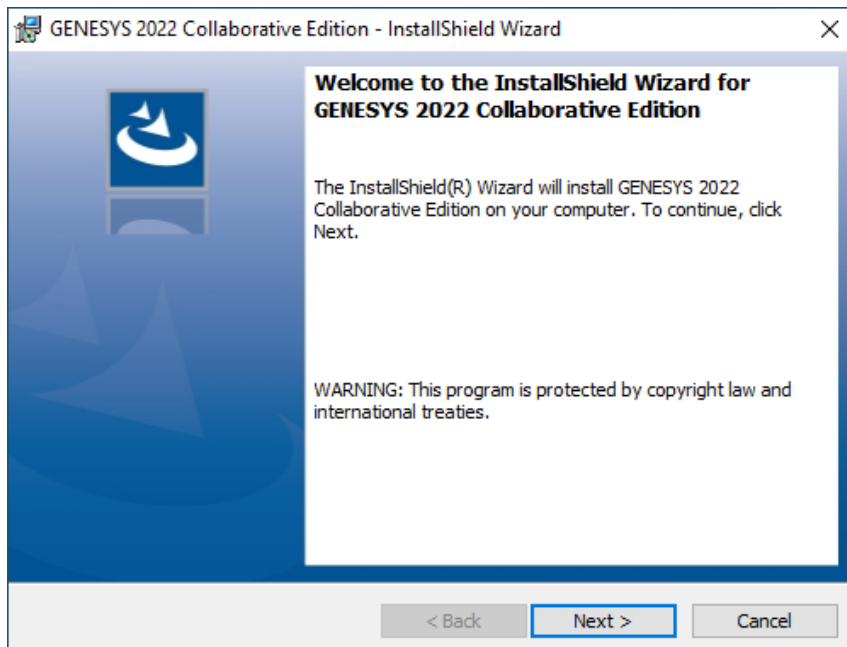 GENESYS 2022 Collaborative Edition - InstallShield Wizard
Welcome to the InstallShield Wizard for
GENESYS 2022 Collaborative Edition
The InstallShield(R) Wizard will install GENESYS 2022
Collaborative Edition on your computer. To continue, click
Next.
WARNING: This program is protected by copyright law and
international treaties.
< Back Next > Cancel